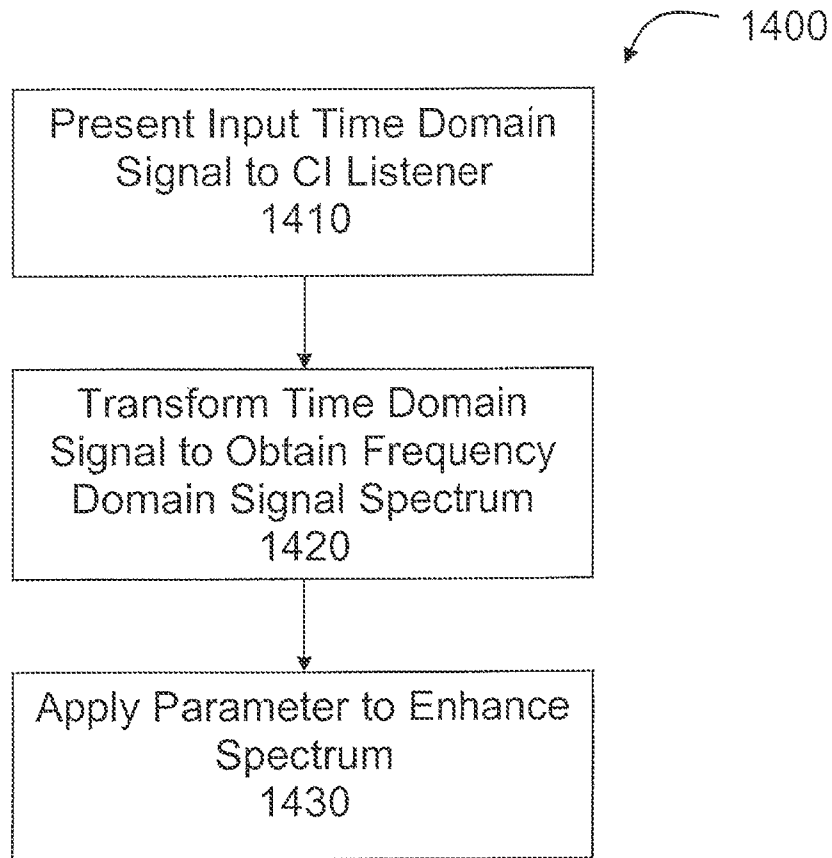 1400
Present Input Time Domain
Signal to CI Listener
1410
Transform Time Domain
Signal to Obtain Frequency
Domain Signal Spectrum
1420
Apply Parameter to Enhance
Spectrum
1430